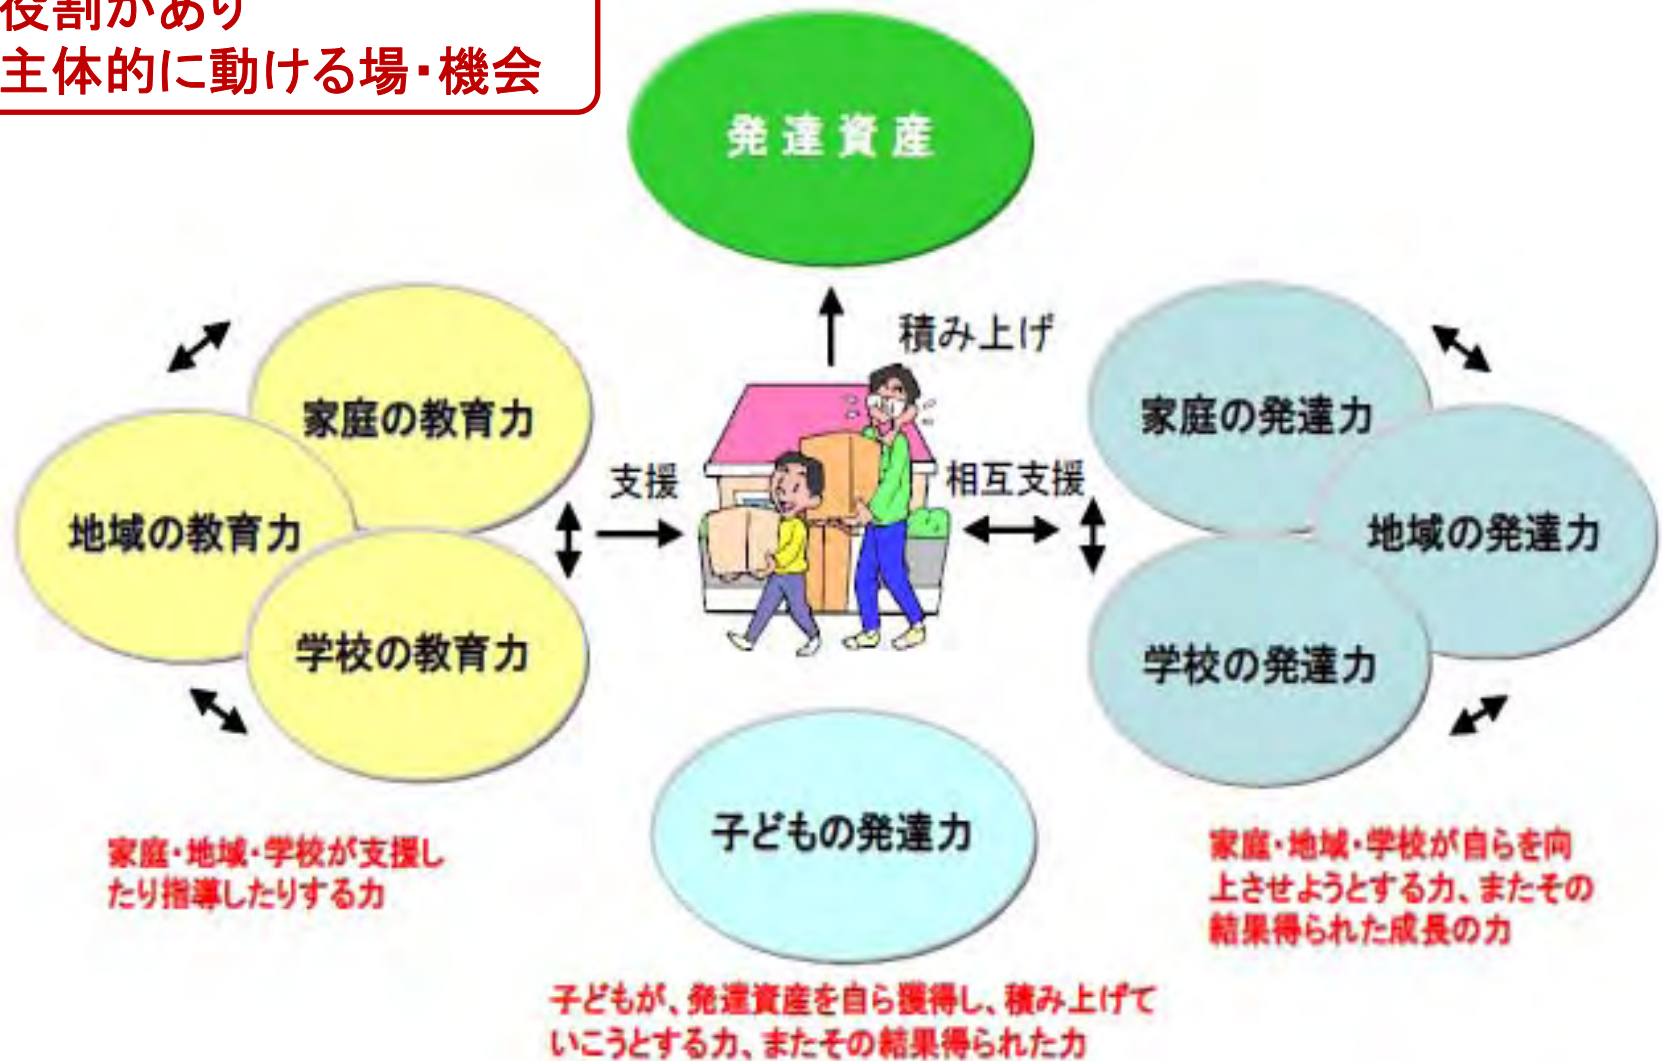 役割があり
主体的に動ける場・機会
発達資産
積み上げ
家庭の教育力
家庭の発達力
支援
相互支援
地域の教育力
地域の発達力
学校の教育力
学校の発達力
子どもの発達力
家庭・地域・学校が支援し
たり指導したりする力
家庭・地域・学校が自らを向
上させようとする力、またその
結果得られた成長の力
子どもが、発達資産を自ら獲得し、積み上げて
いこうとする力、またその結果得られた力